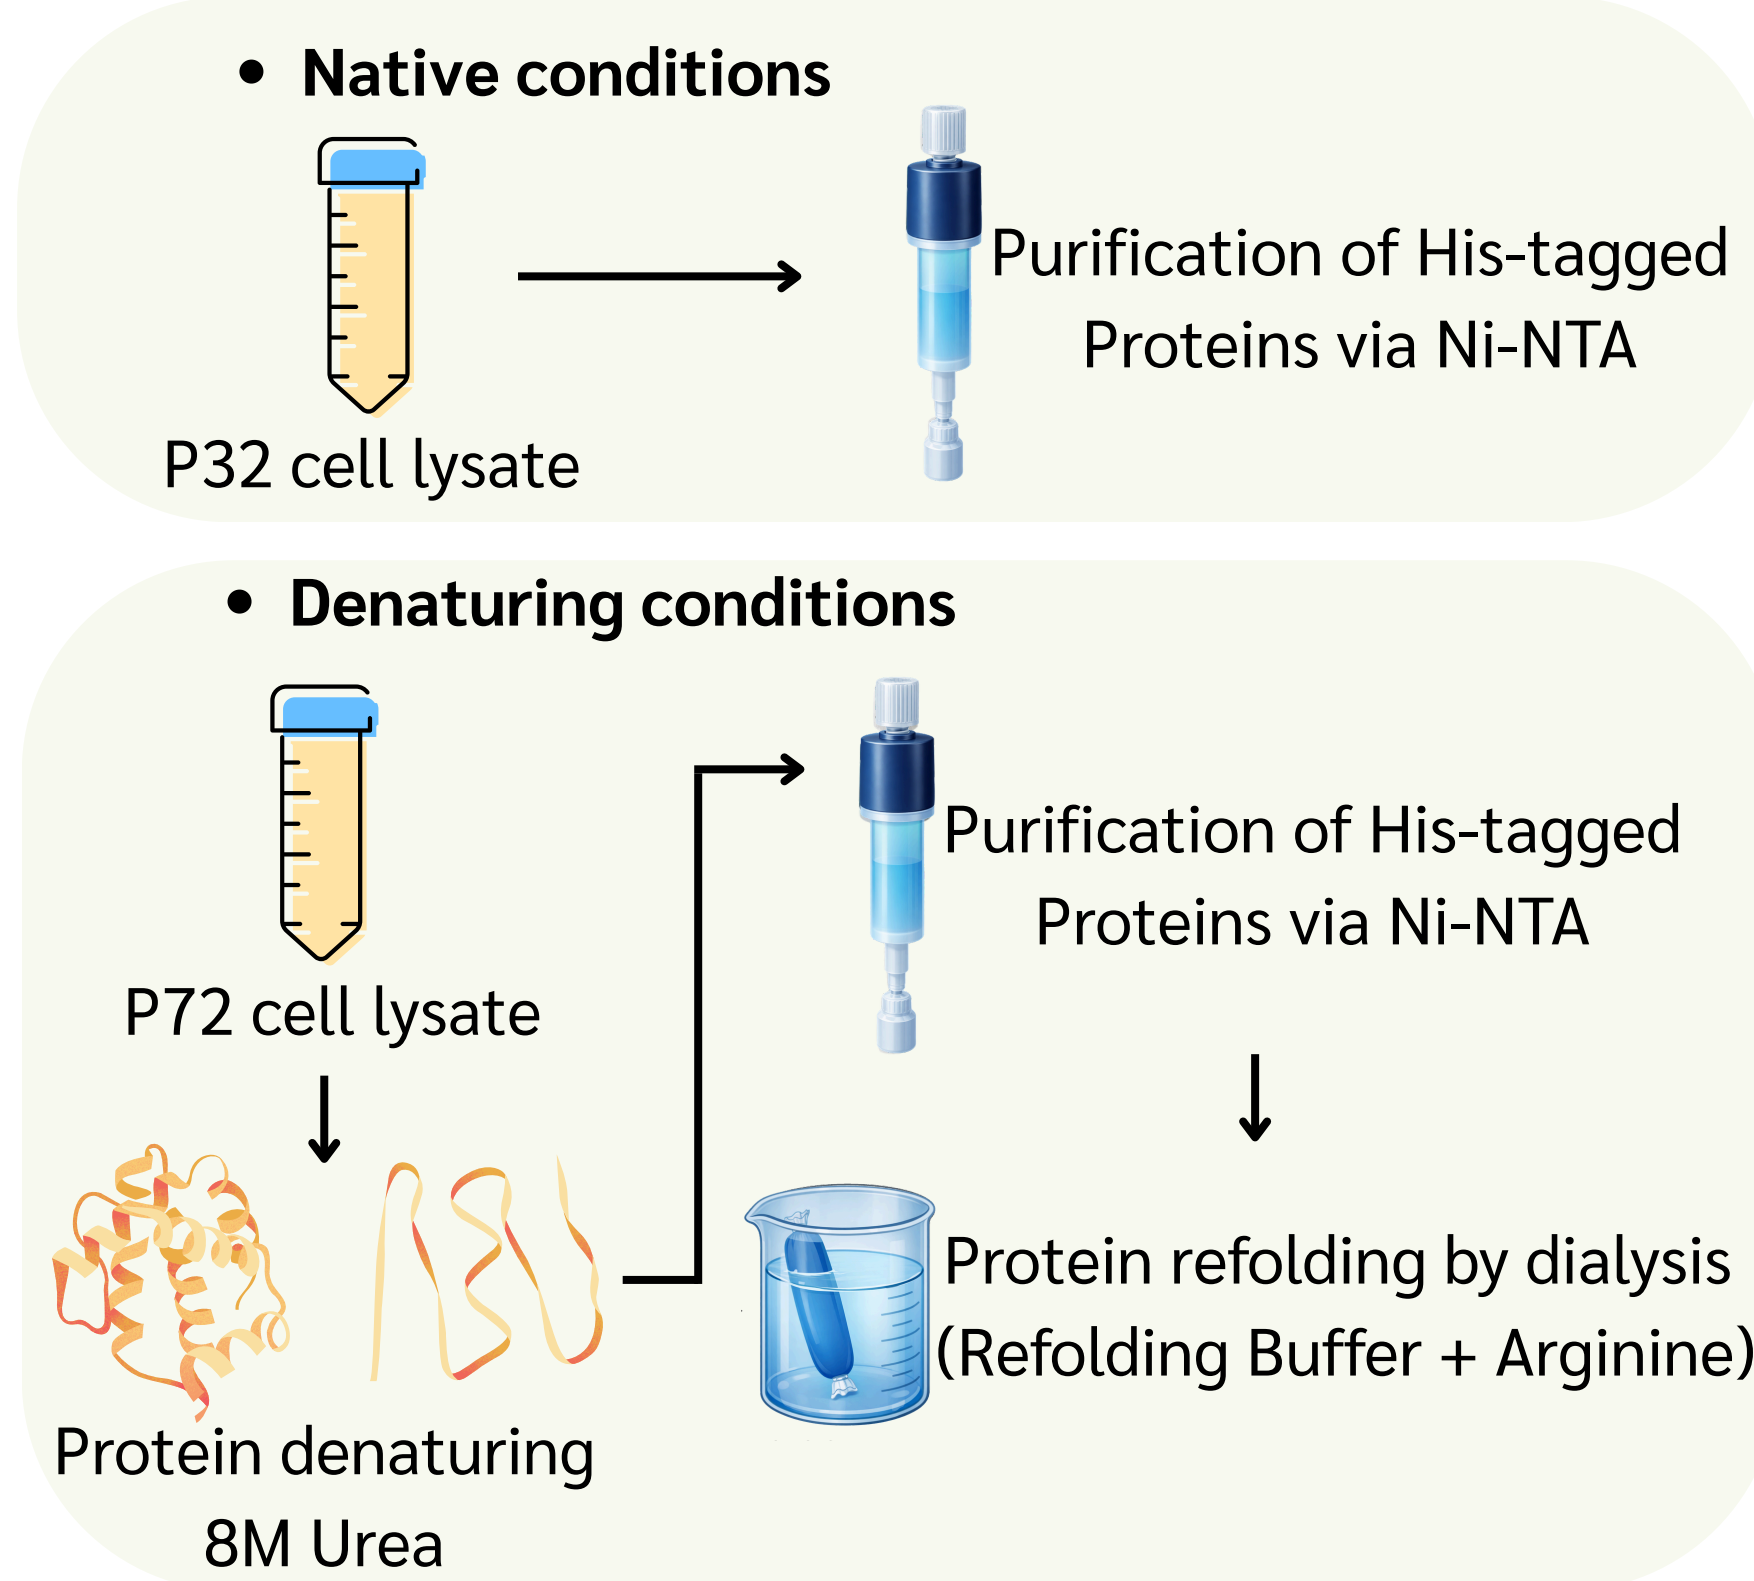 • Native conditions
Purification of His-tagged
Proteins via Ni-NTA
P32 cell lysate
• Denaturing conditions
P72 cell lysate
Protein denaturing
8M Urea
Purification of His-tagged
Proteins via Ni-NTA
Protein refolding by dialysis
(Refolding Buffer + Arginine)